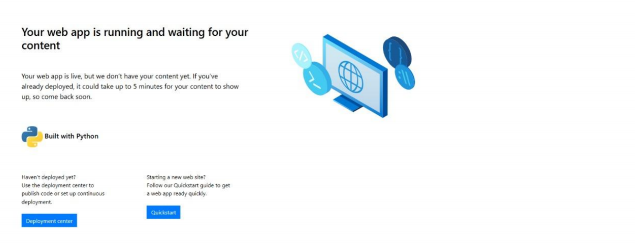 Your web app is running and waiting for your
content
Your web app is live, but we don't have your content yet. If you've
already deployed, it could take up to 5 minutes for your content to show
up, so come back soon.
Built with Python
Haven't deployed yet?
Use the deployment center to
publish code or set up continuous
deployment.
Deployment center
Starting a new web site?
Follow our Quickstart guide to get
a web app ready quickly.
Quickstart